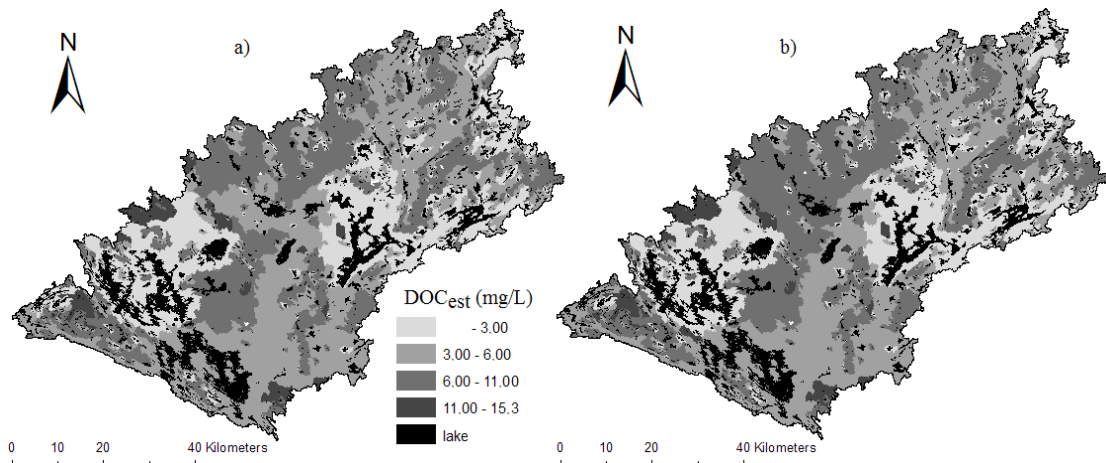 N
a)
N
b)
DOCest (mg/L)
- 3.00
3.00 - 6.00
6.00 - 11.00
11.00 - 15,3
lake
0 10 20 40 Kilometers
0 10 20 40 Kilometers